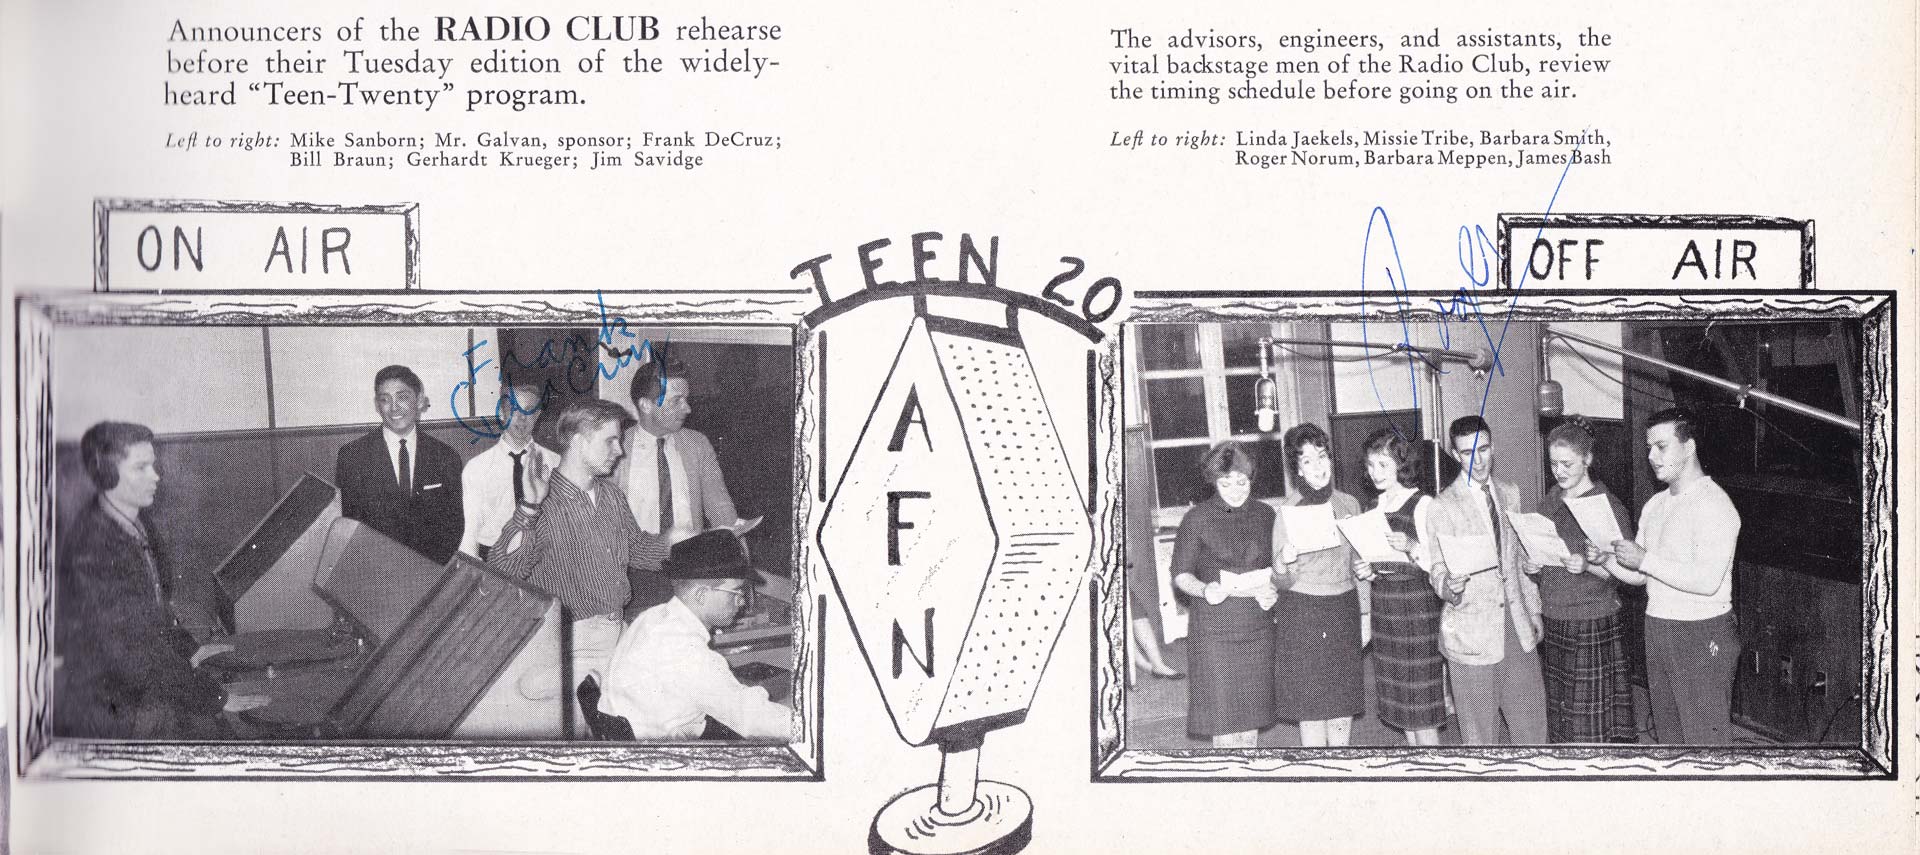 Announcers of the RADIO CLUB rehearse
before their Tuesday edition of the widely-
heard “Teen-Twenty” program.
Left to right: Mike Sanborn; Mr. Galvan, sponsor; Frank DeCruz;
Bill Braun; Gerhardt Krueger; Jim Savidge
The advisors, engineers, and assistants, the
vital backstage men of the Radio Club, review
the timing schedule before going on the air.
Left to right: Linda Jaekels, Missie Tribe, Barbara Smith,
Roger Norum, Barbara Meppen, James Bash
ON AIR
TEEN 20
OFF AIR
Frank
A
F
N